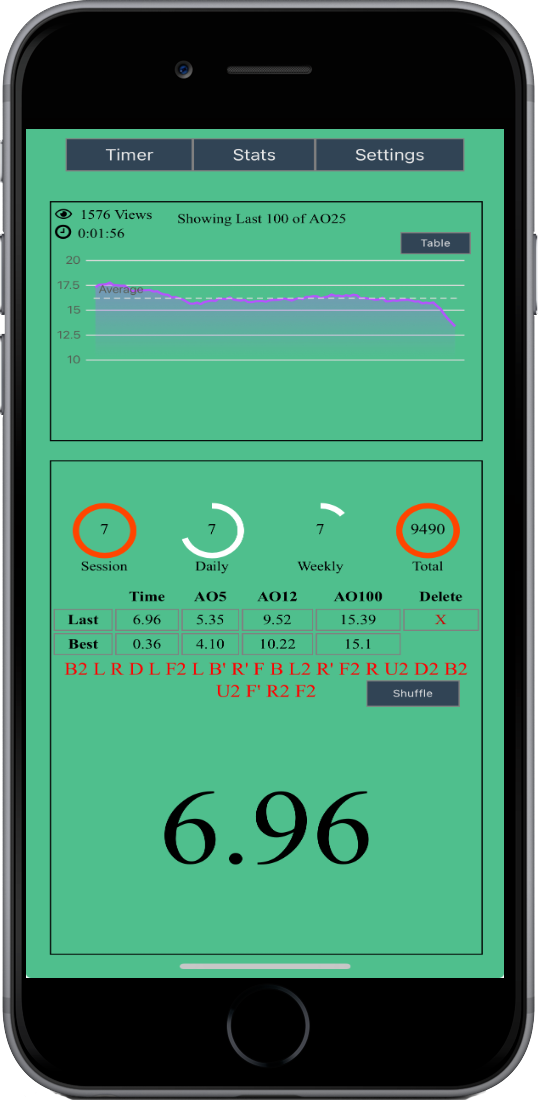 Timer Stats Settings
1576 Views Showing Last 100 of AO25
0:01:56
Table
20
17.5 Average
15
12.5
10
7 7 7 9490
Session Daily Weekly Total
Time AO5 AO12 AO100 Delete
Last 6.96 5.35 9.52 15.39 X
Best 0.36 4.10 10.22 15.1
B2 L R D L F2 L B' R' F B L2 R' F2 R U2 D2 B2
U2 F' R2 F2
Shuffle
6.96